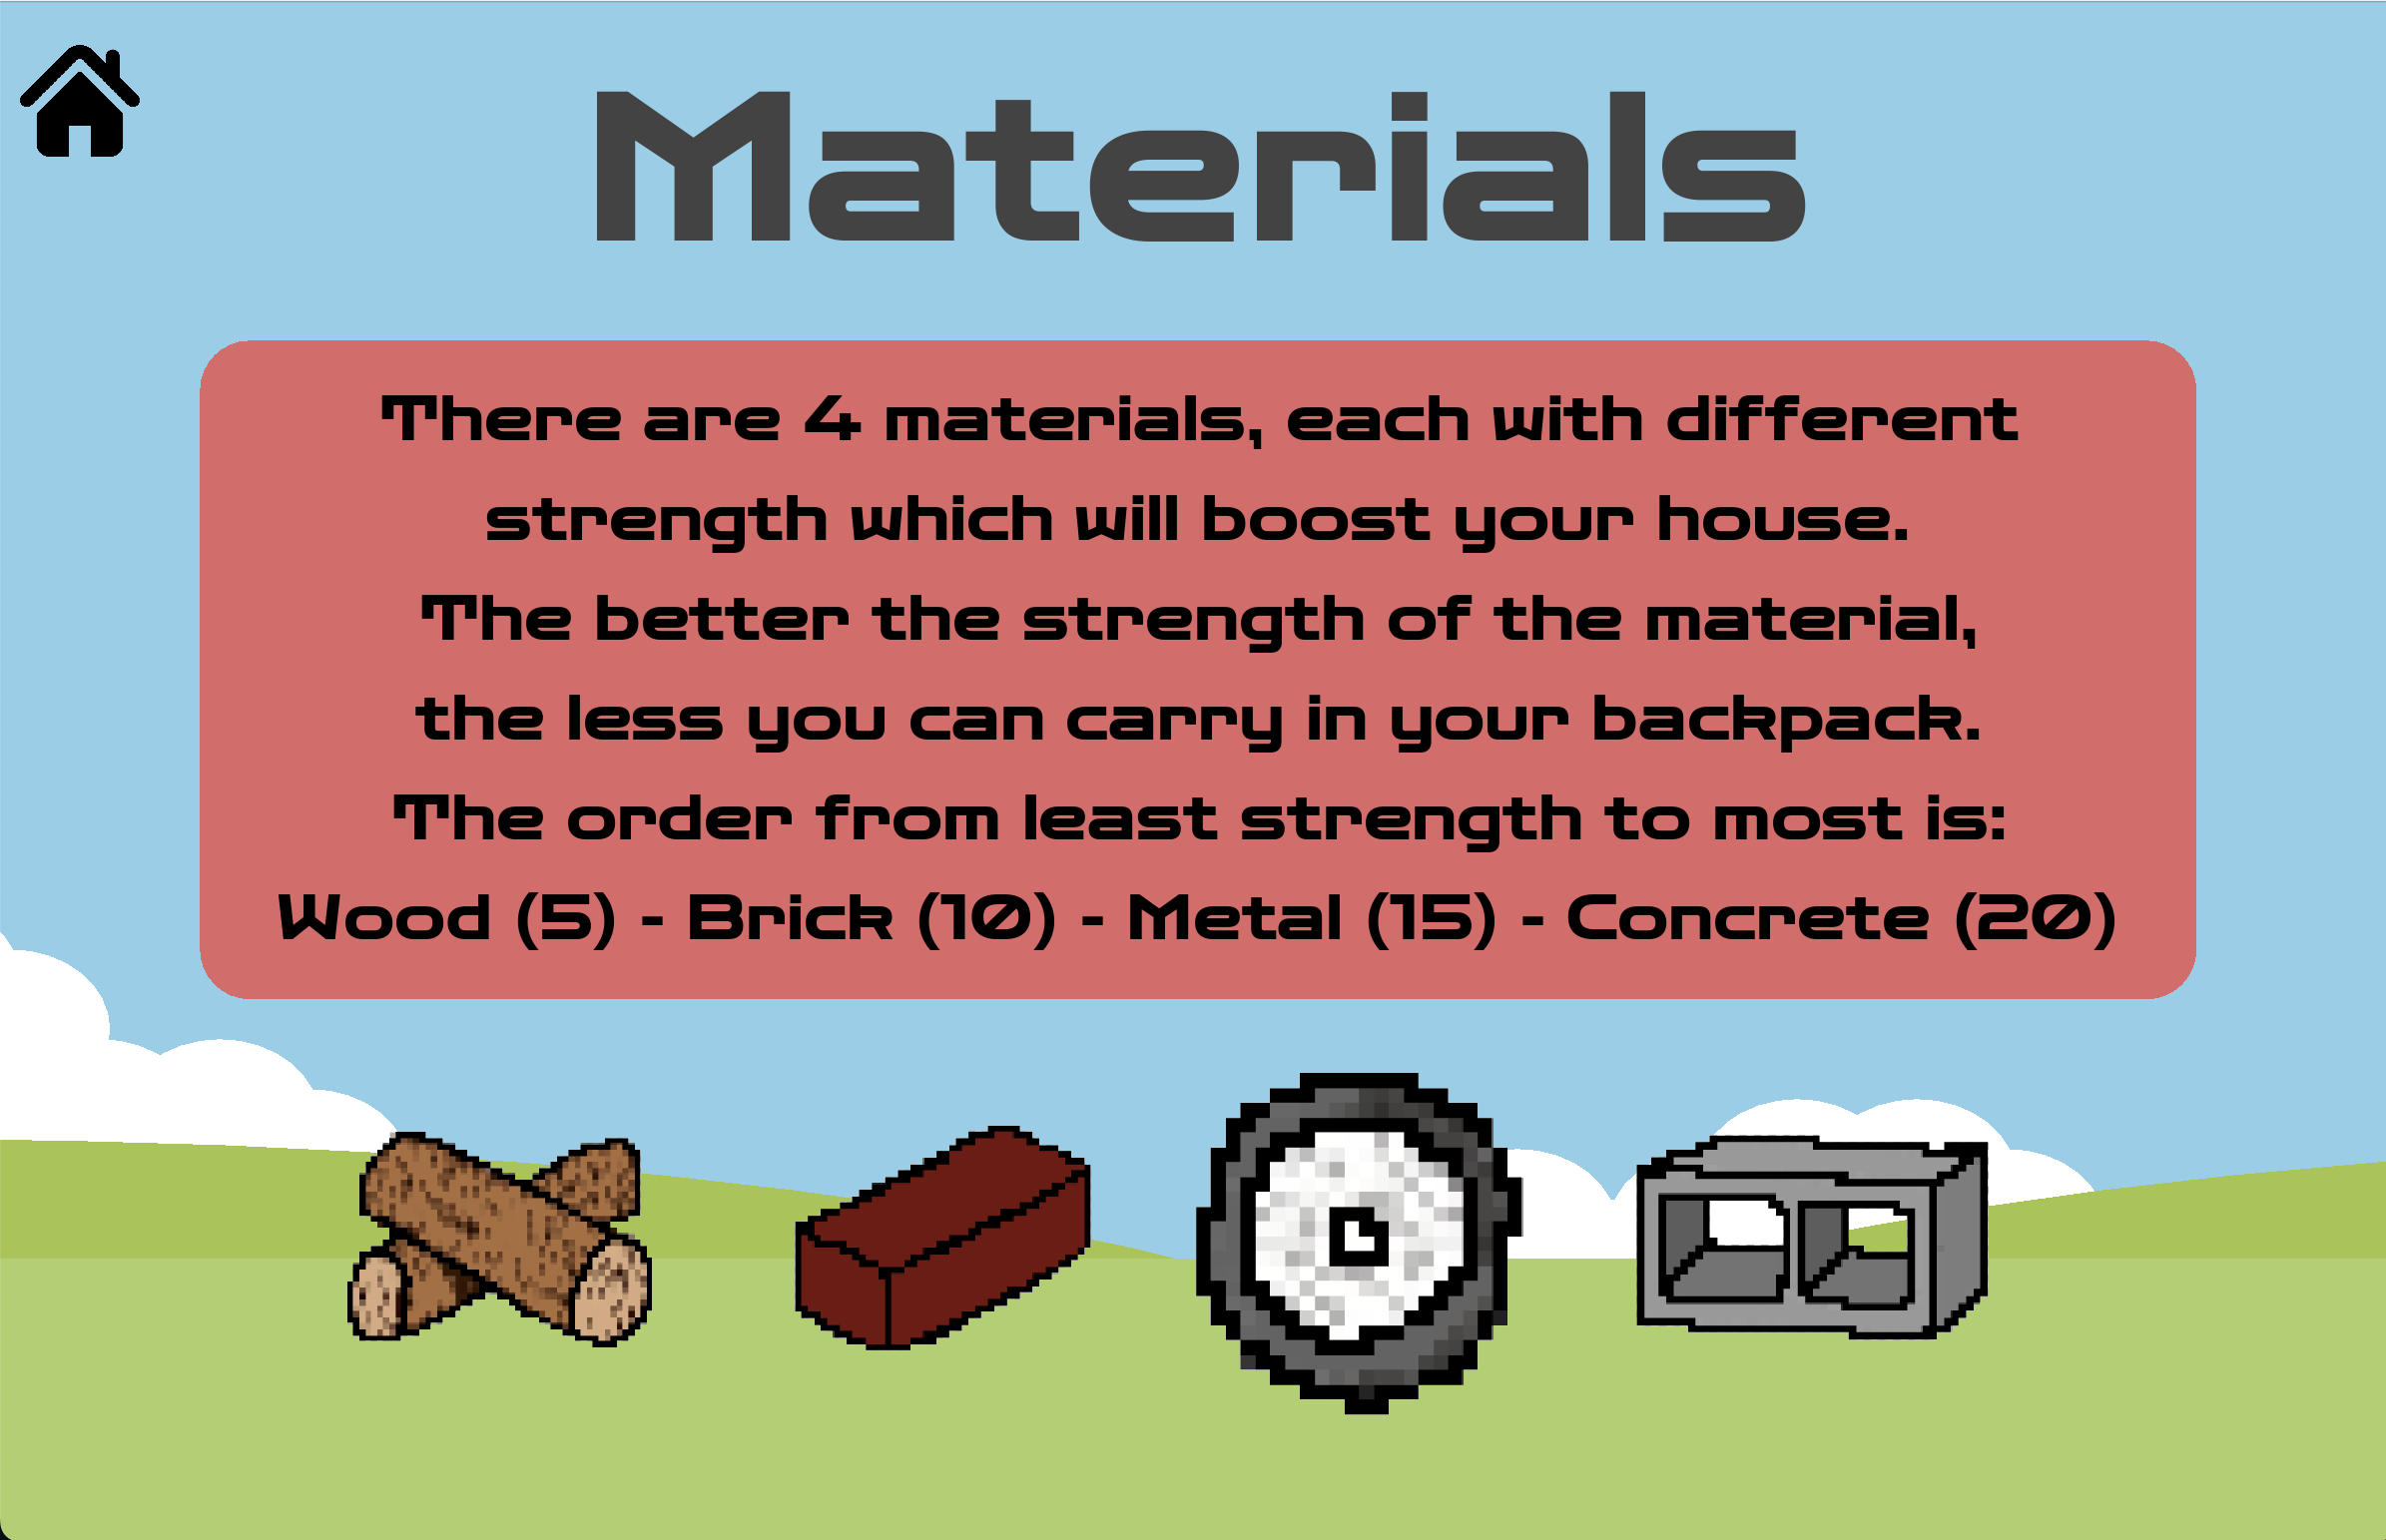 Materials
There are 4 materials, each with different
strength which will boost your house.
The better the strength of the material,
the less you can carry in your backpack.
The order from least strength to most is:
Wood (5) - Brick (10) - Metal (15) - Concrete (20)